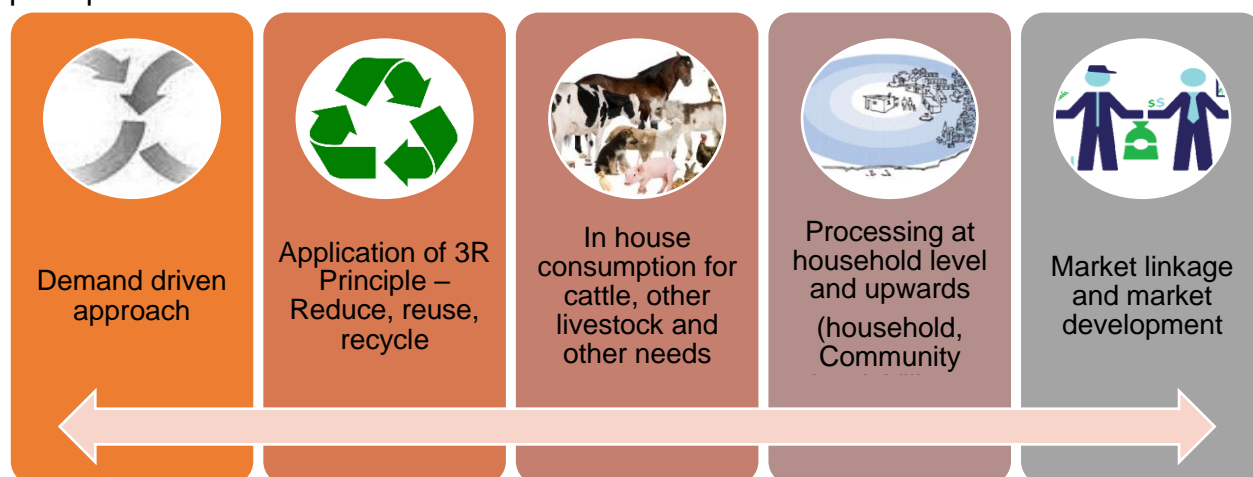 Demand driven
approach
Application of 3R
Principle –
Reduce, reuse,
recycle
In house
consumption for
cattle, other
livestock and
other needs
Processing at
household level
and upwards
(household,
Community
Market linkage
and market
development